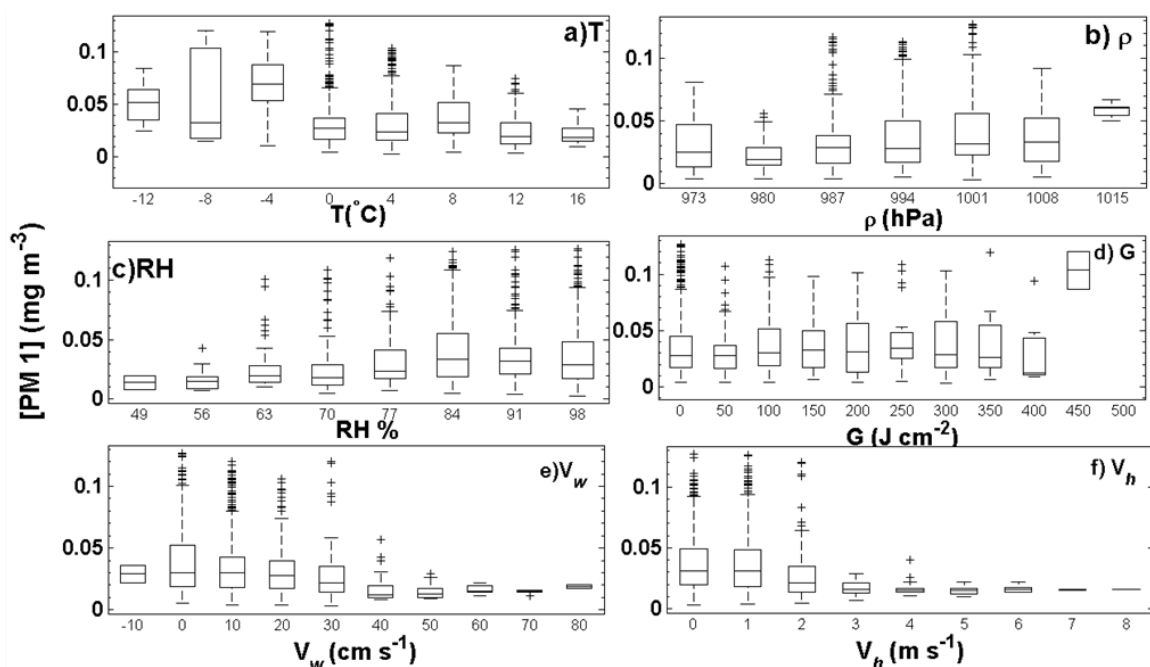 a)T
0.1
0.05
0
-12 -8 -4 0 4 8 12 16
T(°C)
b) ρ
0.1
0.05
0
973 980 987 994 1001 1008 1015
ρ (hPa)
[PM 1] (mg m⁻³)
c)RH
0.1
0.05
0
49 56 63 70 77 84 91 98
RH %
d) G
0.1
0.05
0
0 50 100 150 200 250 300 350 400 450 500
G (J cm⁻²)
e)V_w
0.1
0.05
0
-10 0 10 20 30 40 50 60 70 80
V_w (cm s⁻¹)
f) V_h
0.1
0.05
0
0 1 2 3 4 5 6 7 8
V_h (m s⁻¹)